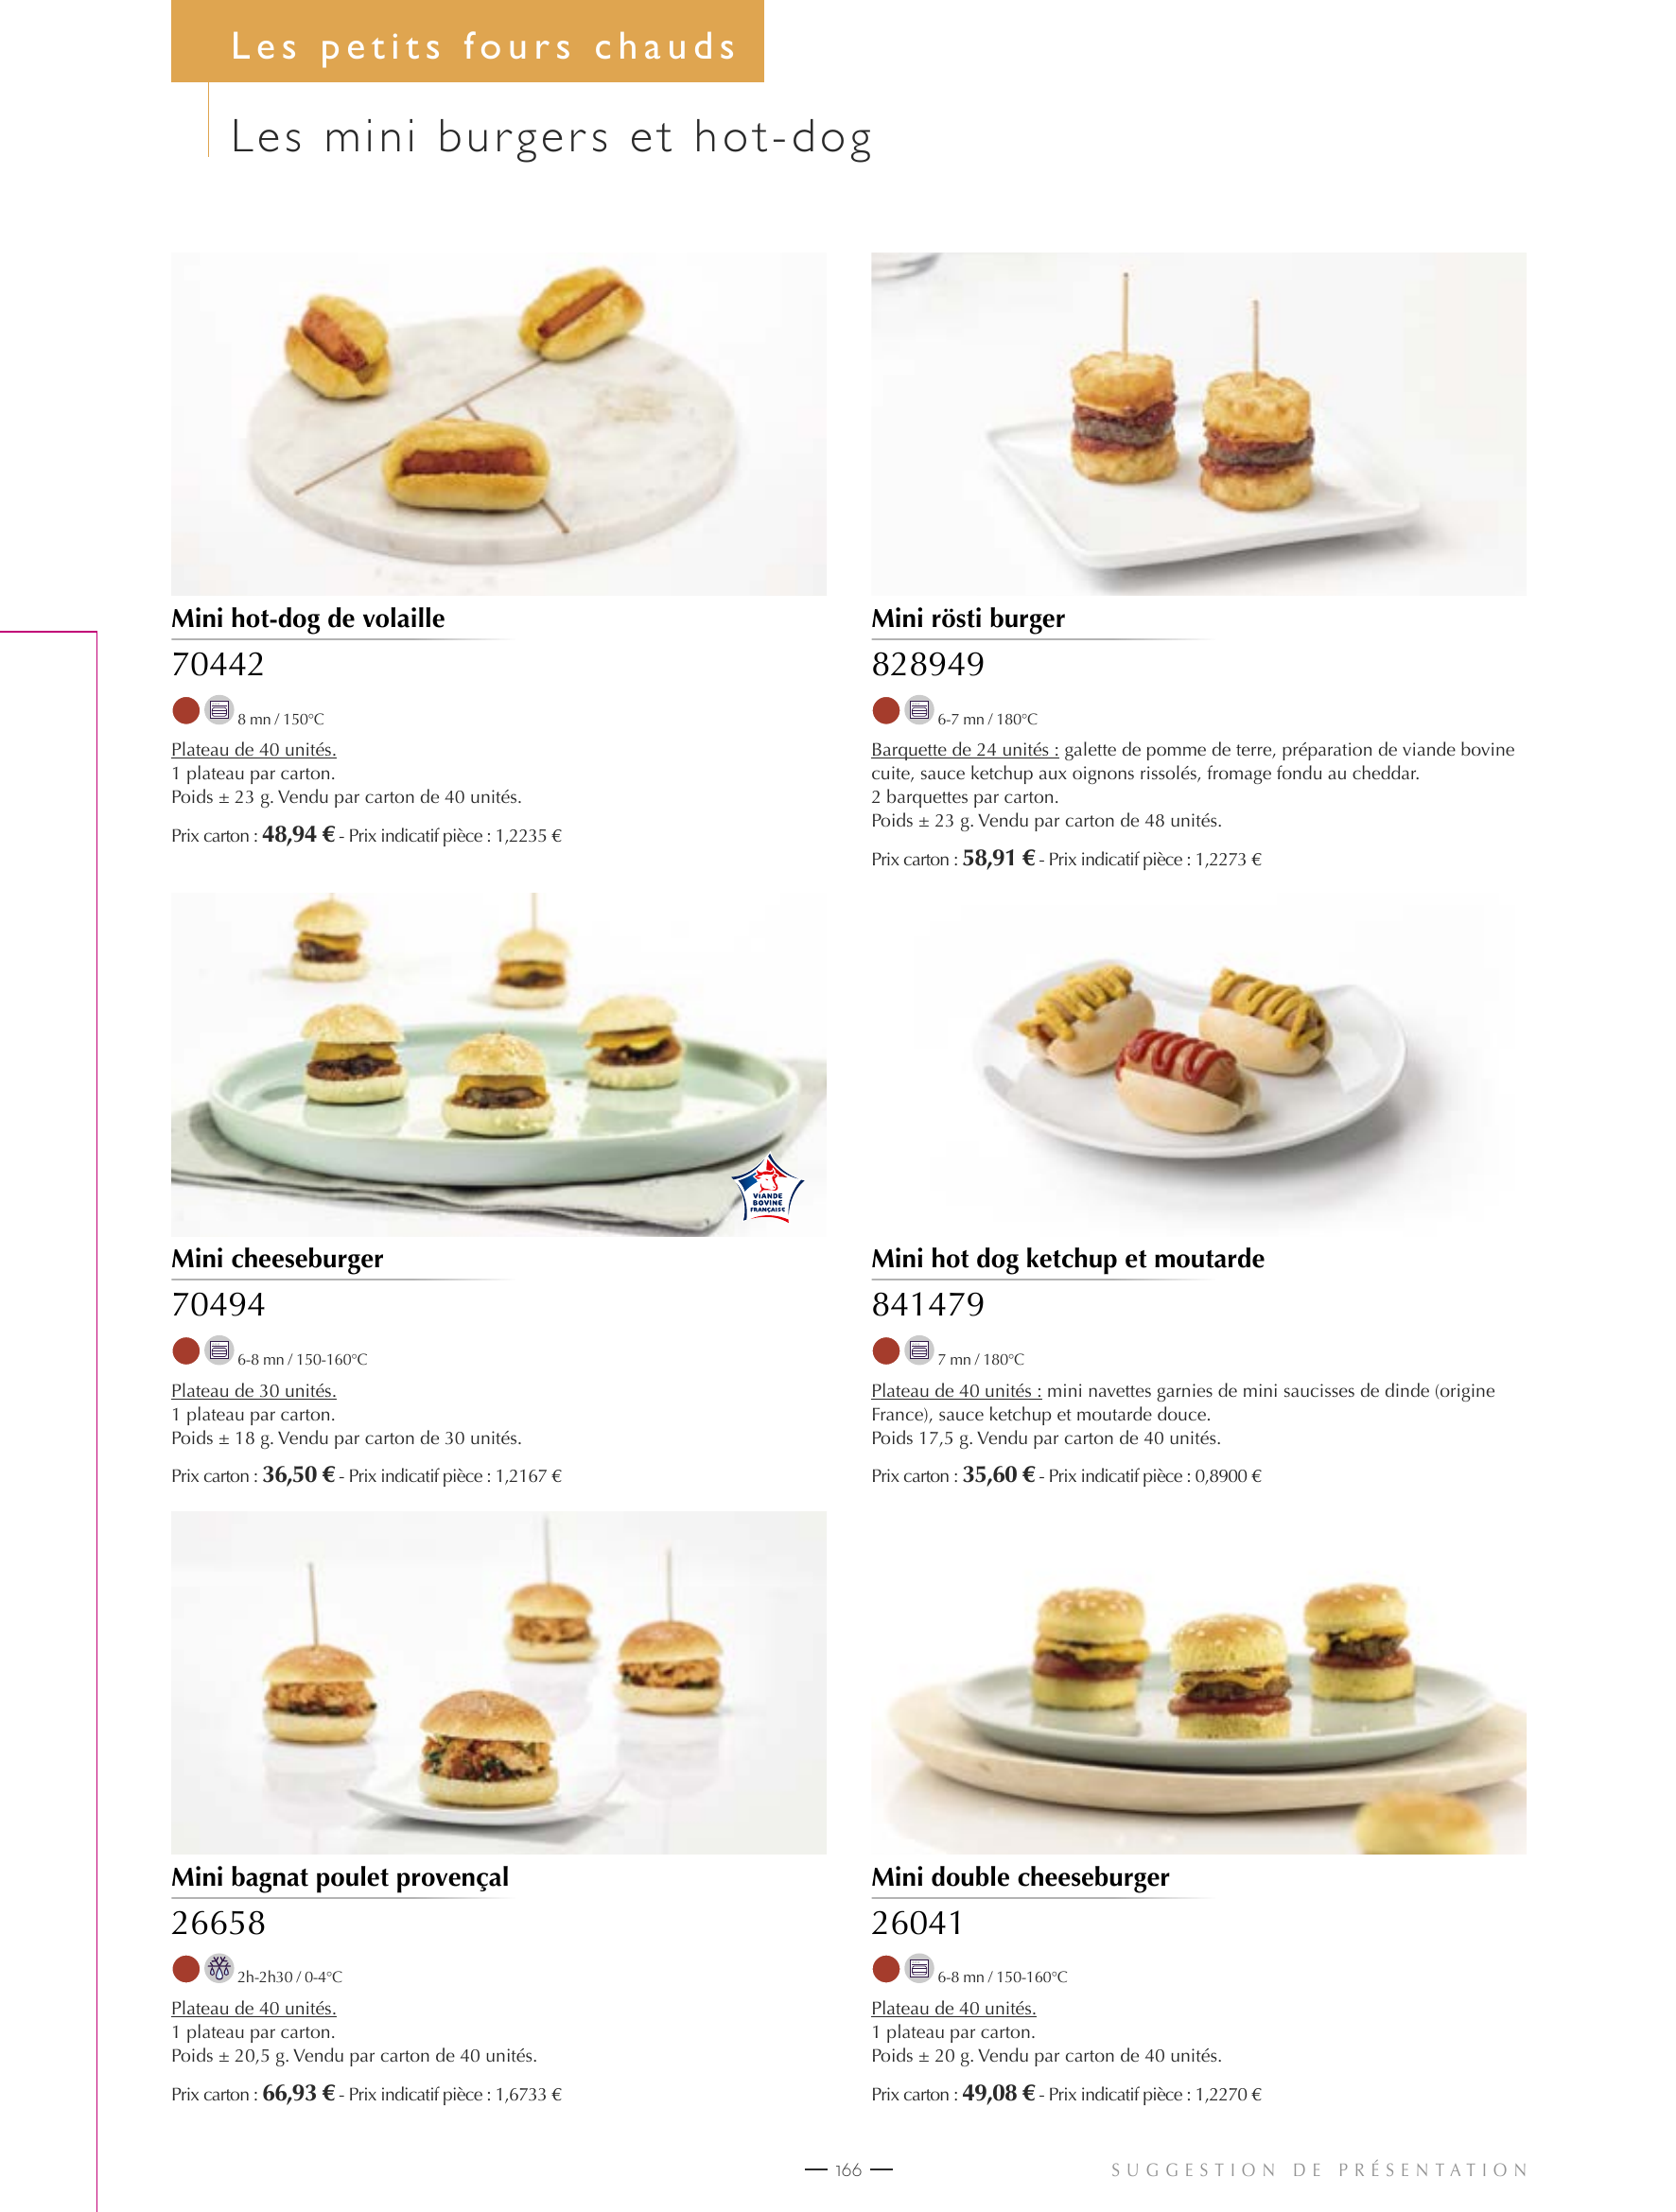 Les petits fours chauds
Les mini burgers et hot-dog
Mini hot-dog de volaille
70442
8 mn / 150°C
Plateau de 40 unités.
1 plateau par carton.
Poids ± 23 g. Vendu par carton de 40 unités.
Prix carton : 48,94 € - Prix indicatif pièce : 1,2235 €
Mini rösti burger
828949
6-7 mn / 180°C
Barquette de 24 unités : galette de pomme de terre, préparation de viande bovine
cuite, sauce ketchup aux oignons rissolés, fromage fondu au cheddar.
2 barquettes par carton.
Poids ± 23 g. Vendu par carton de 48 unités.
Prix carton : 58,91 € - Prix indicatif pièce : 1,2273 €
VIANDE
BOVINE
FRANÇAISE
Mini cheeseburger
70494
6-8 mn / 150-160°C
Plateau de 30 unités.
1 plateau par carton.
Poids ± 18 g. Vendu par carton de 30 unités.
Prix carton : 36,50 € - Prix indicatif pièce : 1,2167 €
Mini hot dog ketchup et moutarde
841479
7 mn / 180°C
Plateau de 40 unités : mini navettes garnies de mini saucisses de dinde (origine
France), sauce ketchup et moutarde douce.
Poids 17,5 g. Vendu par carton de 40 unités.
Prix carton : 35,60 € - Prix indicatif pièce : 0,8900 €
Mini bagnat poulet provençal
26658
2h-2h30 / 0-4°C
Plateau de 40 unités.
1 plateau par carton.
Poids ± 20,5 g. Vendu par carton de 40 unités.
Prix carton : 66,93 € - Prix indicatif pièce : 1,6733 €
Mini double cheeseburger
26041
6-8 mn / 150-160°C
Plateau de 40 unités.
1 plateau par carton.
Poids ± 20 g. Vendu par carton de 40 unités.
Prix carton : 49,08 € - Prix indicatif pièce : 1,2270 €
166
SUGGESTION DE PRÉSENTATION